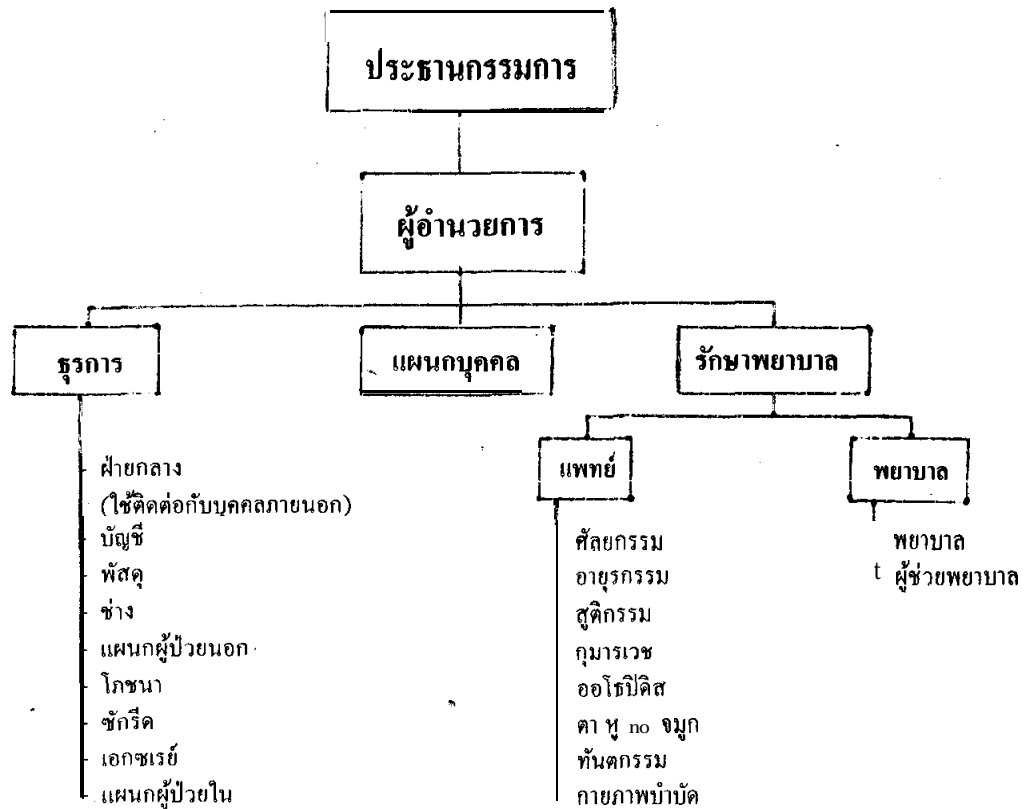 ประธานกรรมการ
ผู้อำนวยการ
ธุรการ
แผนกบุคคล
รักษาพยาบาล
ฝ่ายกลาง
(ใช้ติดต่อกับบุคคลภายนอก)
บัญชี
พัสดุ
ช่าง
แผนกผู้ป่วยนอก
โภชนา
ซักรีด
เอกซเรย์
แผนกผู้ป่วยใน
แพทย์
ศัลยกรรม
อายุรกรรม
สูติกรรม
กุมารเวช
ออโธปิดิส
ตา หู no จมูก
ทันตกรรม
กายภาพบำบัด
พยาบาล
พยาบาล
t ผู้ช่วยพยาบาล